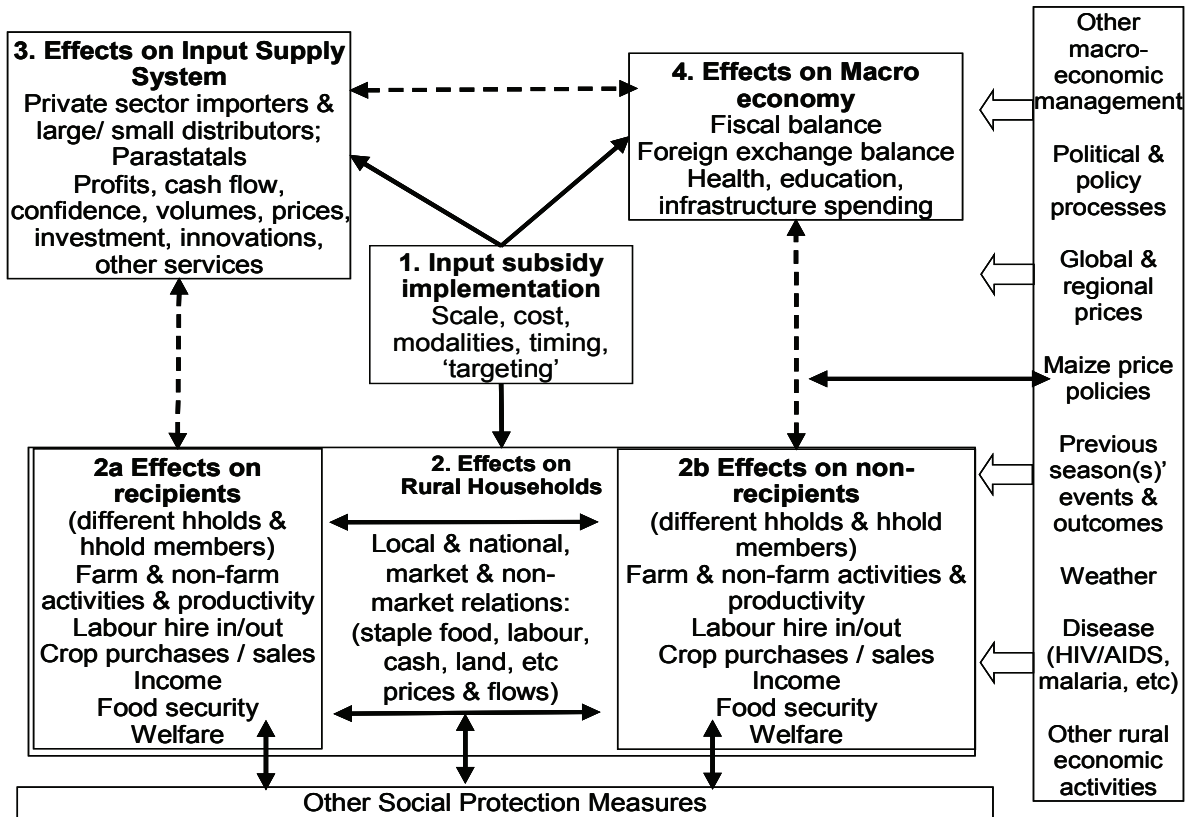 3. Effects on Input Supply
System
Private sector importers &
large/ small distributors;
Parastatals
Profits, cash flow,
confidence, volumes, prices,
investment, innovations,
other services
4. Effects on Macro
economy
Fiscal balance
Foreign exchange balance
Health, education,
infrastructure spending
1. Input subsidy
implementation
Scale, cost,
modalities, timing,
‘targeting’
2a Effects on
recipients
(different hholds &
hhold members)
Farm & non-farm
activities & productivity
Labour hire in/out
Crop purchases / sales
Income
Food security
Welfare
2. Effects on
Rural Households
Local & national,
market & non-
market relations:
(staple food, labour,
cash, land, etc
prices & flows)
2b Effects on non-
recipients
(different hholds & hhold
members)
Farm & non-farm activities &
productivity
Labour hire in/out
Crop purchases / sales
Income
Food security
Welfare
Other Social Protection Measures
Other
macro-
economic
management
Political &
policy
processes
Global &
regional
prices
Maize price
policies
Previous
season(s)’
events &
outcomes
Weather
Disease
(HIV/AIDS,
malaria, etc)
Other rural
economic
activities